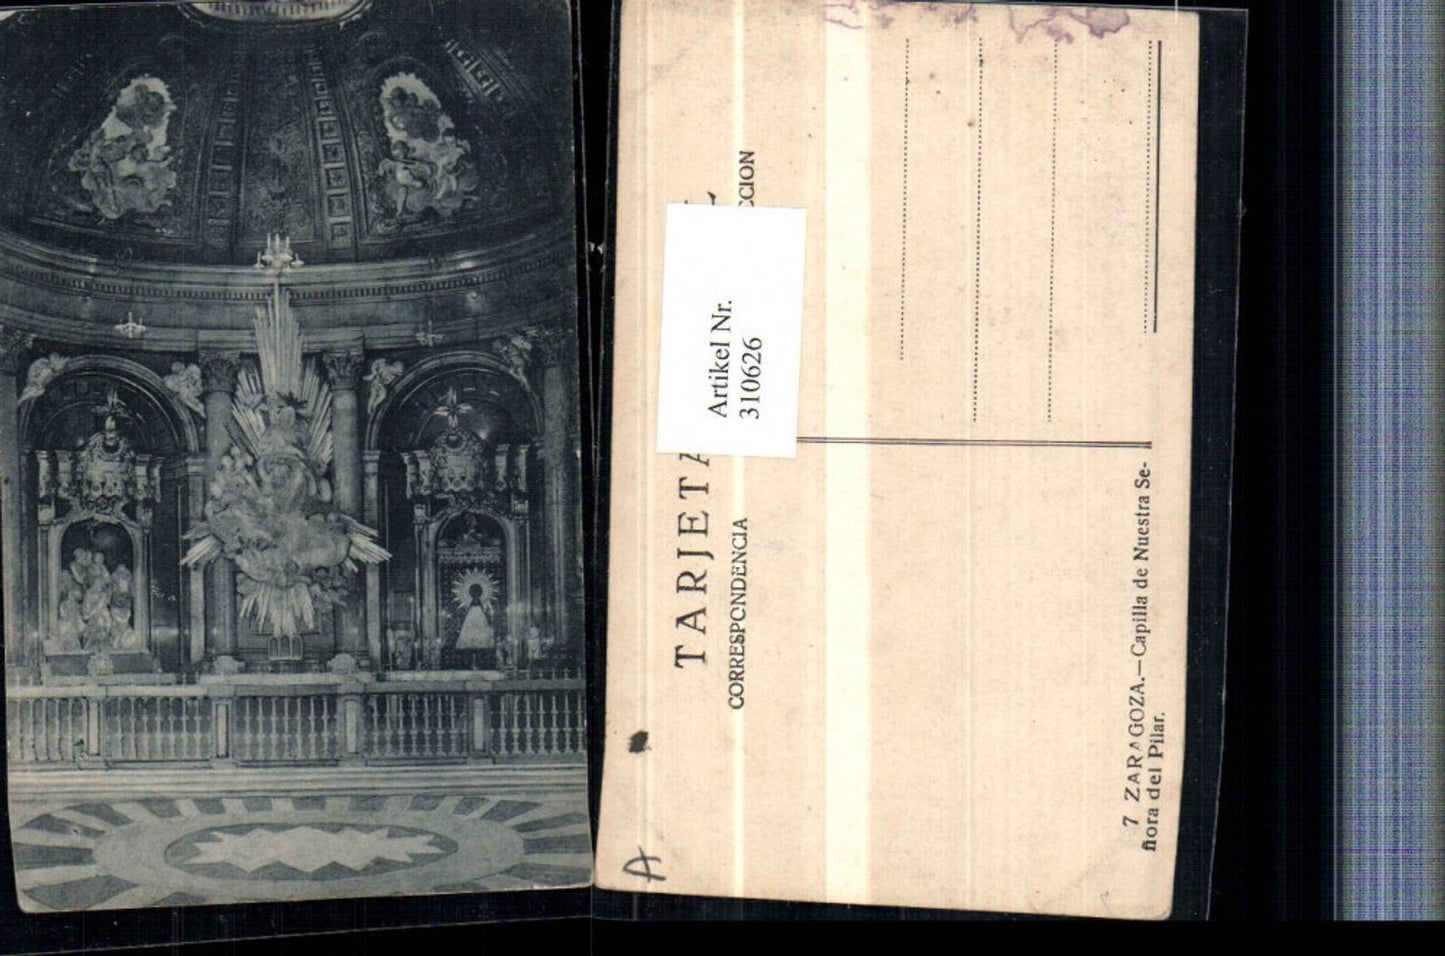 TARJETA
CORRESPONDENCIA
CCION
Artikel Nr.
310626
7 ZARAGOZA.—Capilla de Nuestra Se-
ñora del Pilar.
A